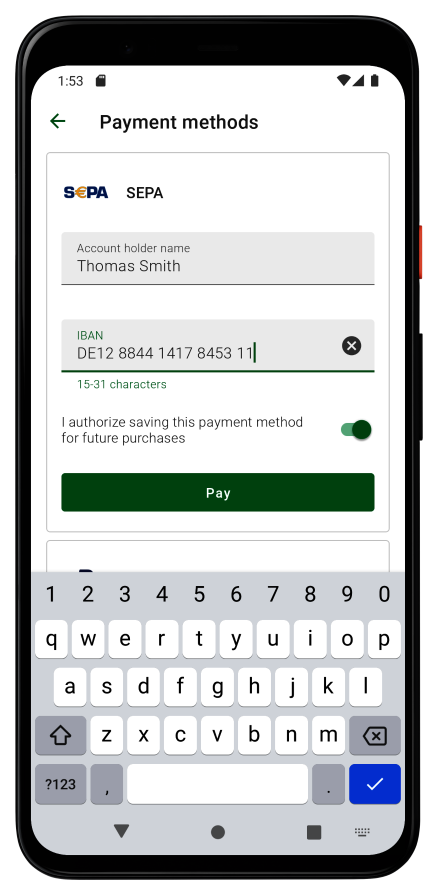 1:53
Payment methods
S€PA SEPA
Account holder name
Thomas Smith
IBAN
DE12 8844 1417 8453 11
15-31 characters
I authorize saving this payment method
for future purchases
Pay
1 2 3 4 5 6 7 8 9 0
q w e r t y u i o p
a s d f g h j k l
z x c v b n m
?123 , .